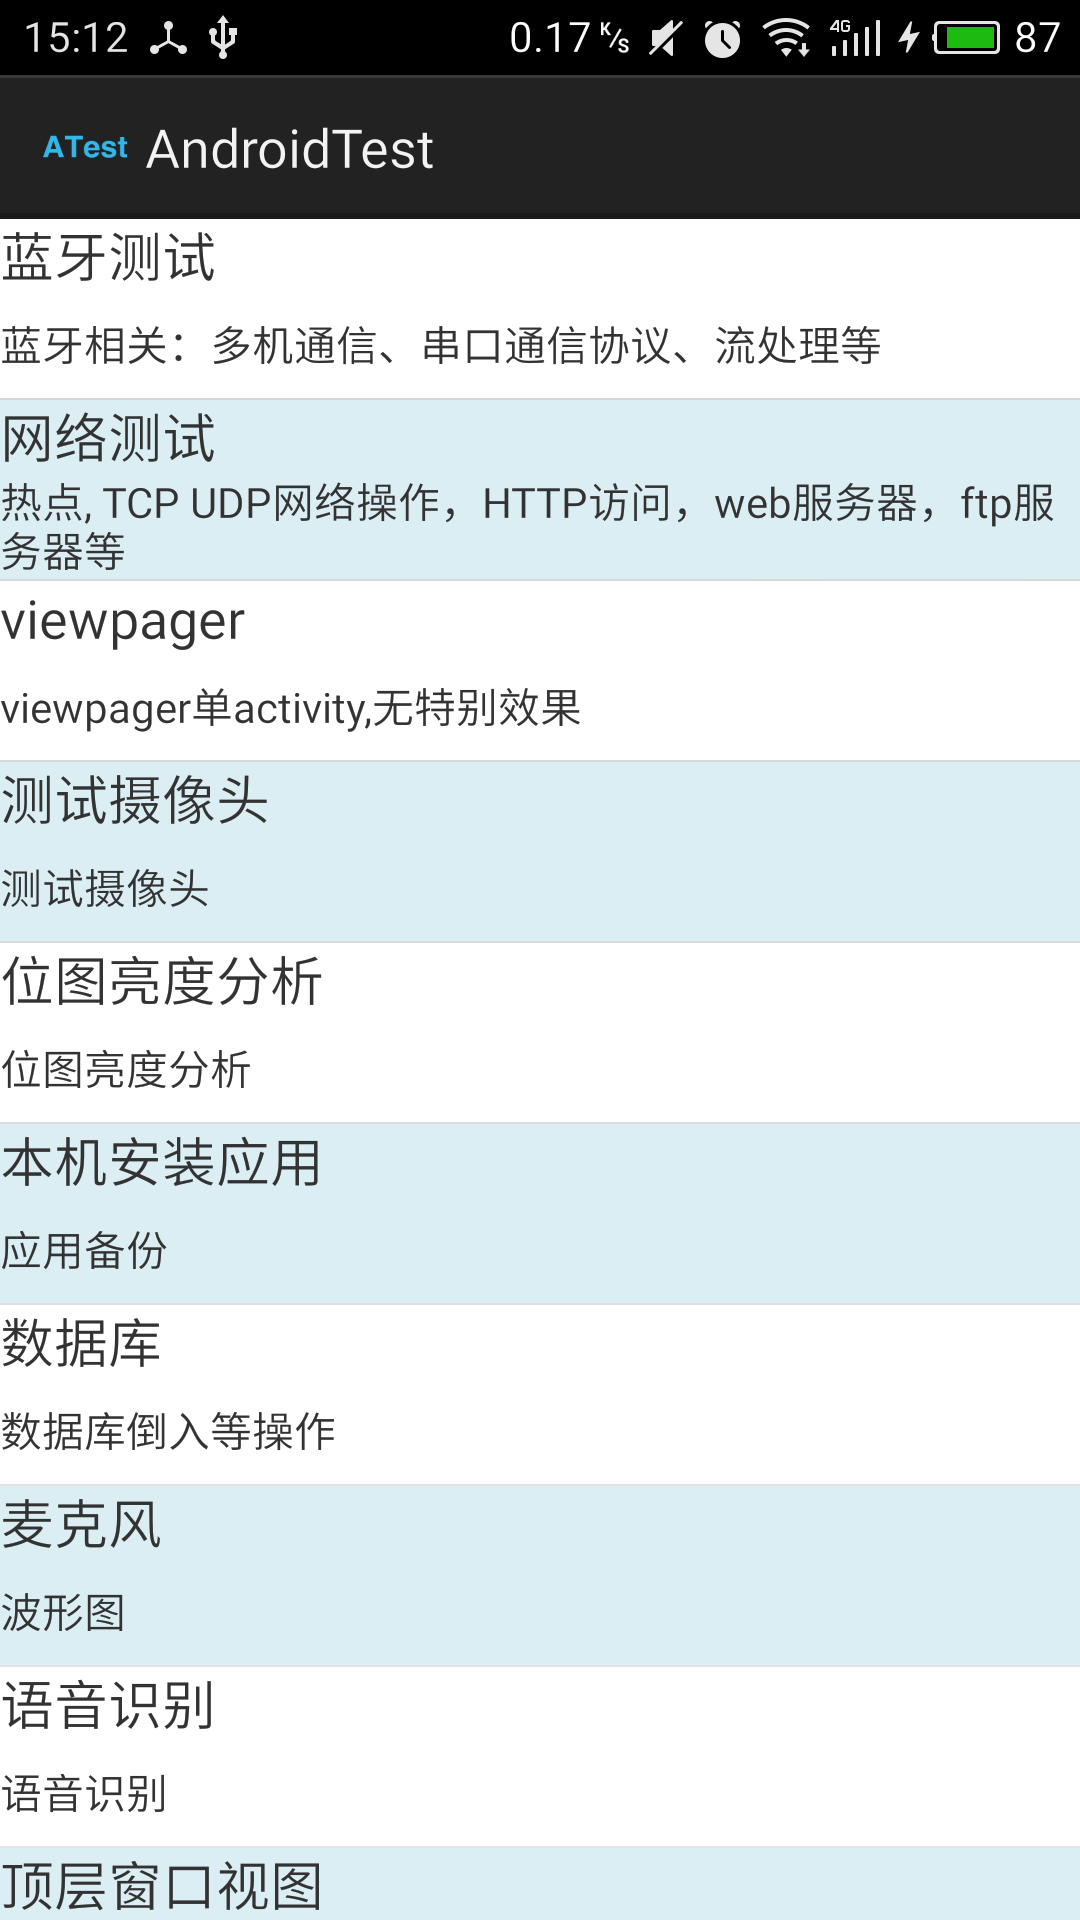 15:12 0.17 K/s 4G 87
ATest AndroidTest
蓝牙测试
蓝牙相关：多机通信、串口通信协议、流处理等
网络测试
热点, TCP UDP网络操作，HTTP访问，web服务器，ftp服
务器等
viewpager
viewpager单activity,无特别效果
测试摄像头
测试摄像头
位图亮度分析
位图亮度分析
本机安装应用
应用备份
数据库
数据库倒入等操作
麦克风
波形图
语音识别
语音识别
顶层窗口视图